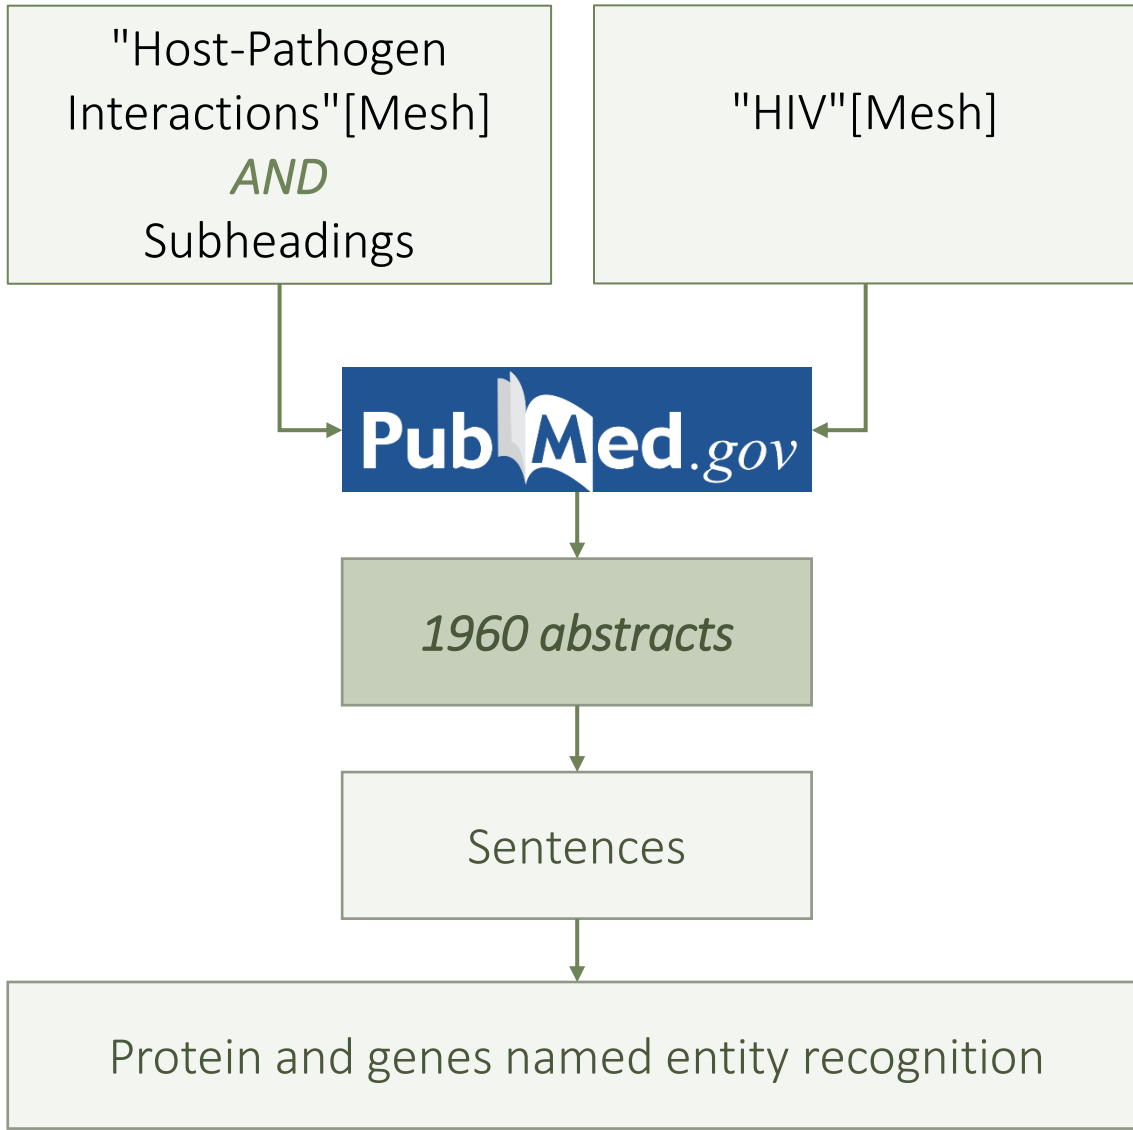 "Host-Pathogen
Interactions"[Mesh]
AND
Subheadings
"HIV"[Mesh]
PubMed.gov
1960 abstracts
Sentences
Protein and genes named entity recognition